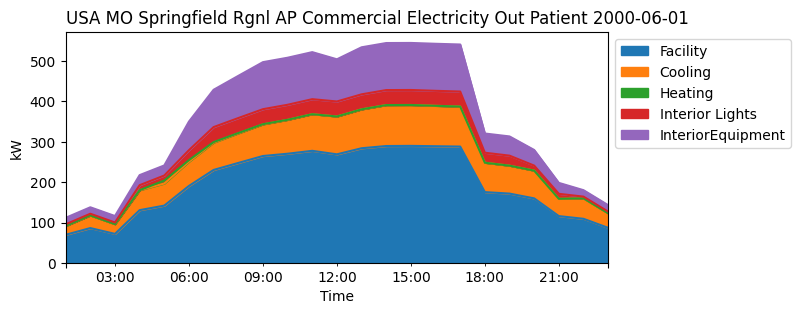 USA MO Springfield Rgnl AP Commercial Electricity Out Patient 2000-06-01
500
400
300
200
100
0
kW
03:00 06:00 09:00 12:00 15:00 18:00 21:00
Time
Facility
Cooling
Heating
Interior Lights
InteriorEquipment